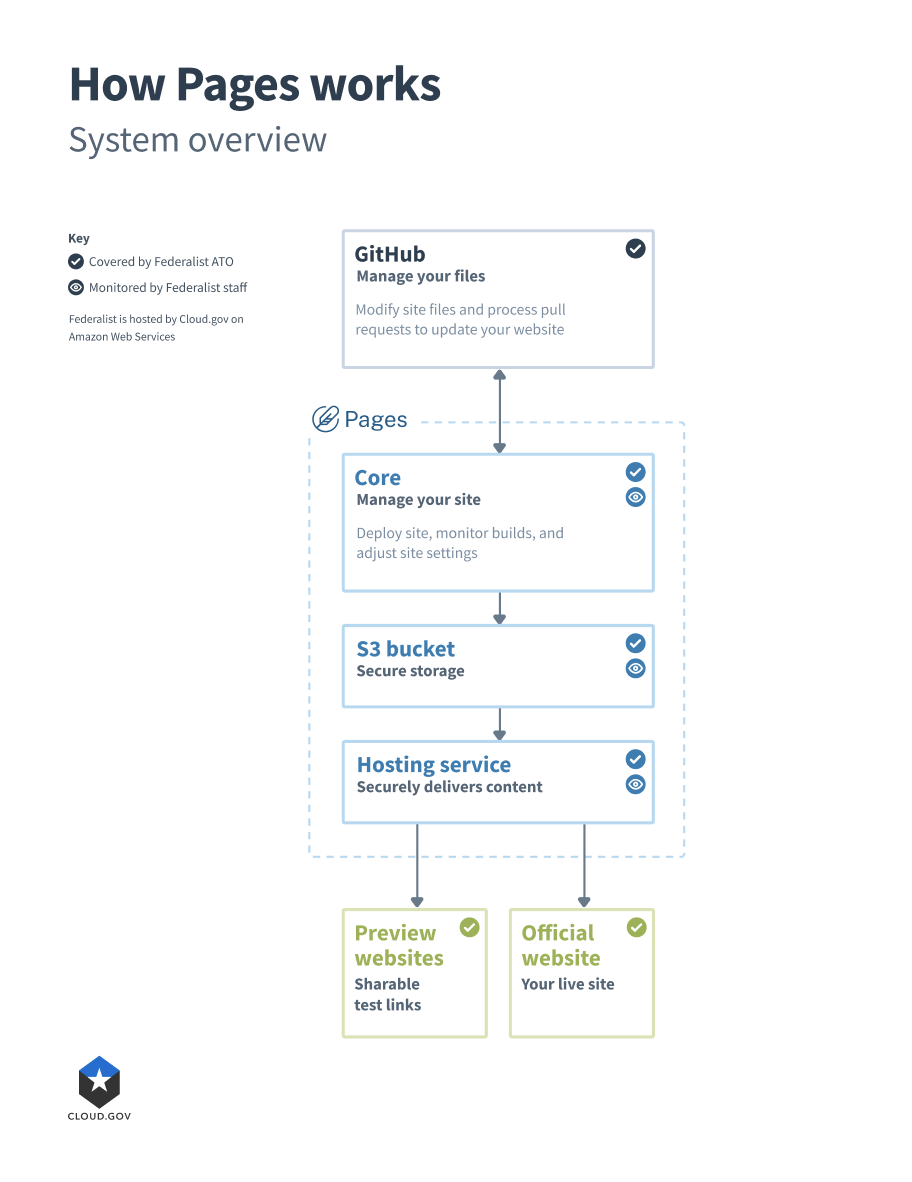 How Pages works
System overview
Key
Covered by Federalist ATO
Monitored by Federalist staff
Federalist is hosted by Cloud.gov on
Amazon Web Services
GitHub
Manage your files
Modify site files and process pull
requests to update your website
Pages
Core
Manage your site
Deploy site, monitor builds, and
adjust site settings
S3 bucket
Secure storage
Hosting service
Securely delivers content
Preview
websites
Sharable
test links
Official
website
Your live site
CLOUD.GOV